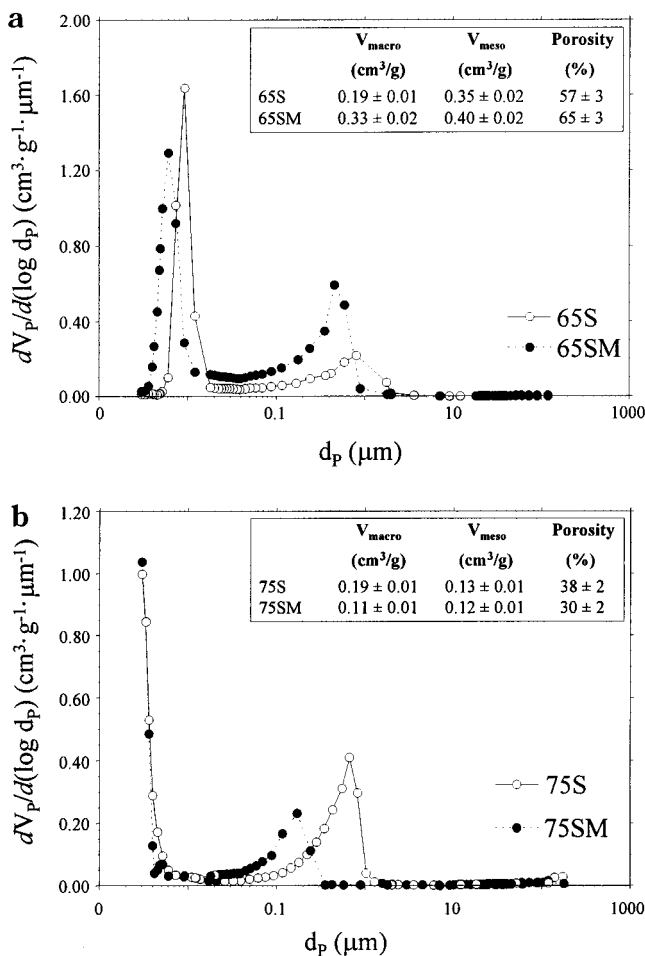 a
2.00
V_macro V_meso Porosity
(cm³/g) (cm³/g) (%)
65S 0.19 ± 0.01 0.35 ± 0.02 57 ± 3
65SM 0.33 ± 0.02 0.40 ± 0.02 65 ± 3
1.60
1.20
0.80
0.40
0.00
dV_P/d(log d_P) (cm³·g⁻¹·μm⁻¹)
65S
65SM
0 0.1 10 1000
d_P (μm)
b
1.20
V_macro V_meso Porosity
(cm³/g) (cm³/g) (%)
75S 0.19 ± 0.01 0.13 ± 0.01 38 ± 2
75SM 0.11 ± 0.01 0.12 ± 0.01 30 ± 2
1.00
0.80
0.60
0.40
0.20
0.00
dV_P/d(log d_P) (cm³·g⁻¹·μm⁻¹)
75S
75SM
0 0.1 10 1000
d_P (μm)